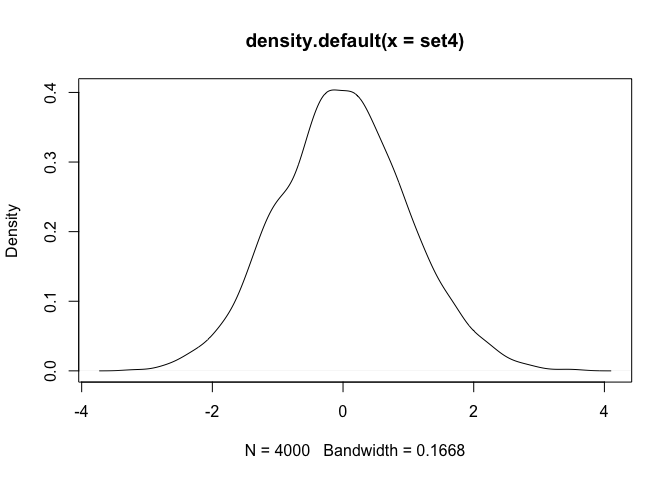 density.default(x = set4)
Density
0.4
0.3
0.2
0.1
0.0
-4 -2 0 2 4
N = 4000 Bandwidth = 0.1668